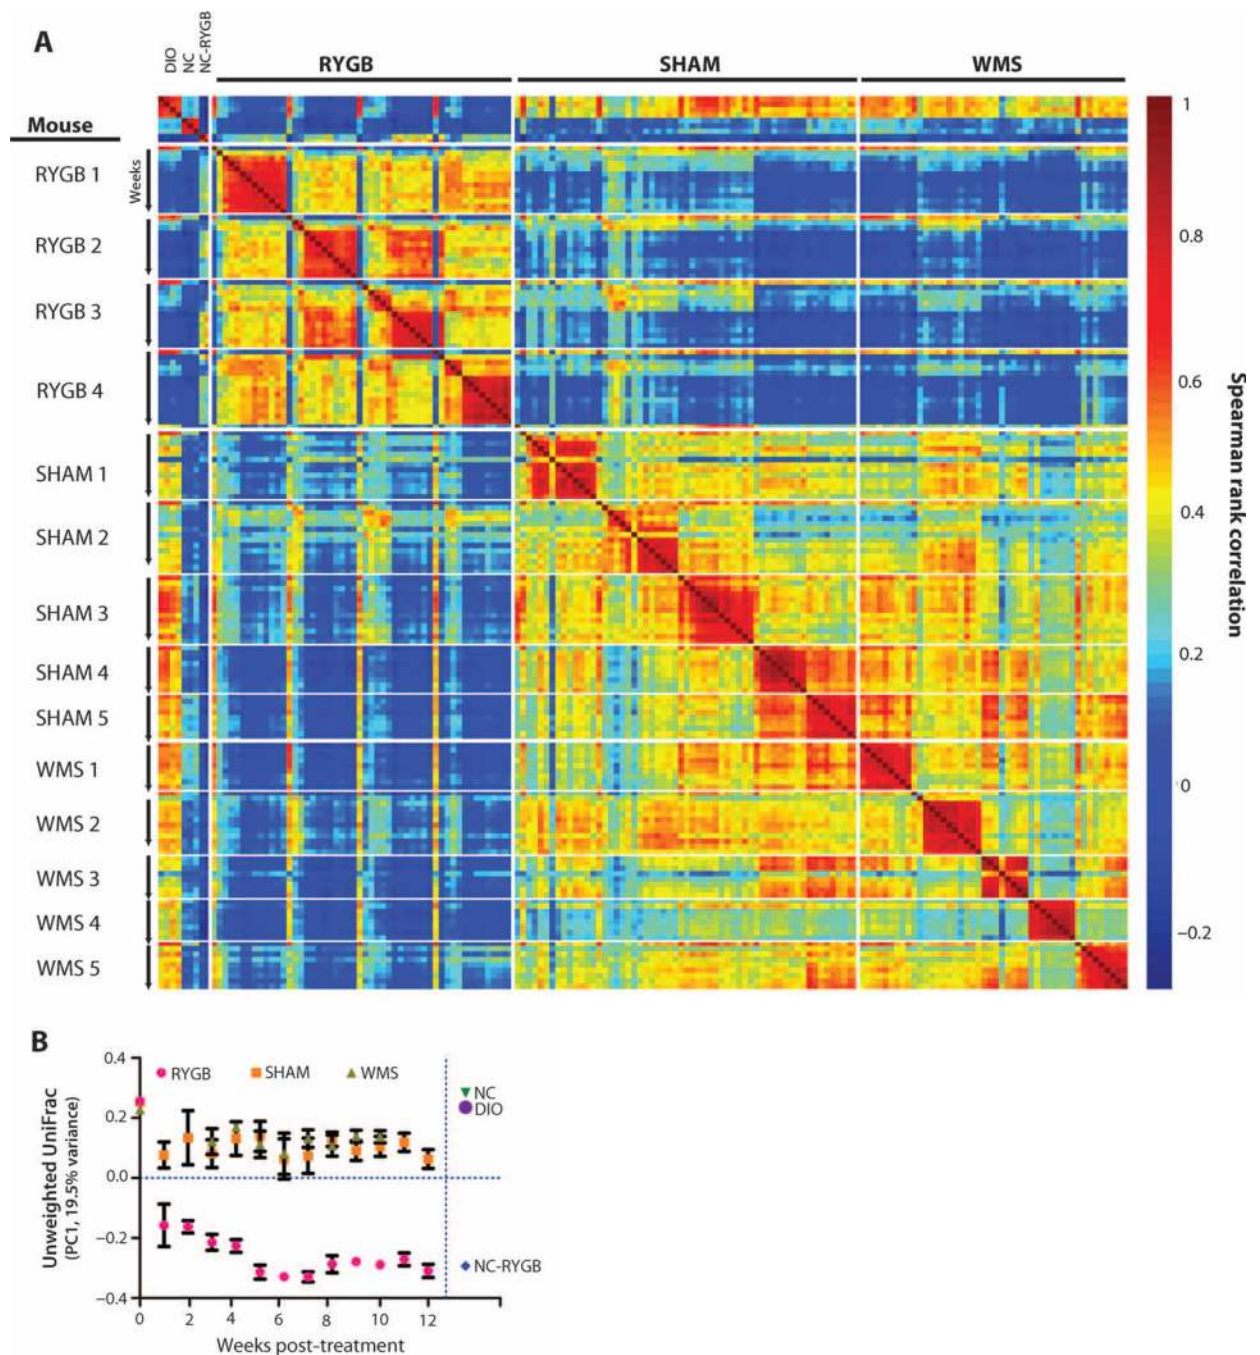 A
DIO
NC
NC-RYGB
RYGB
SHAM
WMS
Mouse
Weeks
RYGB 1
RYGB 2
RYGB 3
RYGB 4
SHAM 1
SHAM 2
SHAM 3
SHAM 4
SHAM 5
WMS 1
WMS 2
WMS 3
WMS 4
WMS 5
1
0.8
0.6
0.4
0.2
0
−0.2
Spearman rank correlation
B
RYGB
SHAM
WMS
NC
DIO
NC-RYGB
Unweighted UniFrac
(PC1, 19.5% variance)
0.4
0.2
0.0
−0.2
−0.4
0 2 4 6 8 10 12
Weeks post-treatment